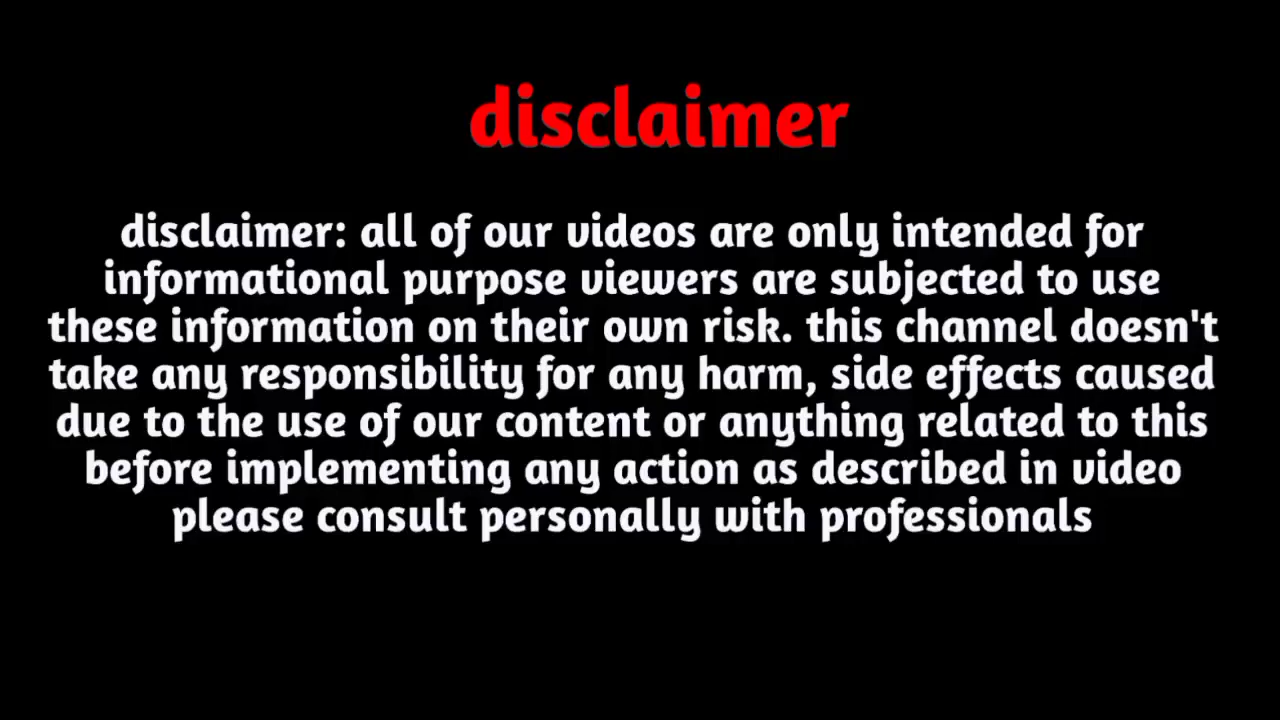 disclaimer
disclaimer: all of our videos are only intended for
informational purpose viewers are subjected to use
these information on their own risk. this channel doesn't
take any responsibility for any harm, side effects caused
due to the use of our content or anything related to this
before implementing any action as described in video
please consult personally with professionals